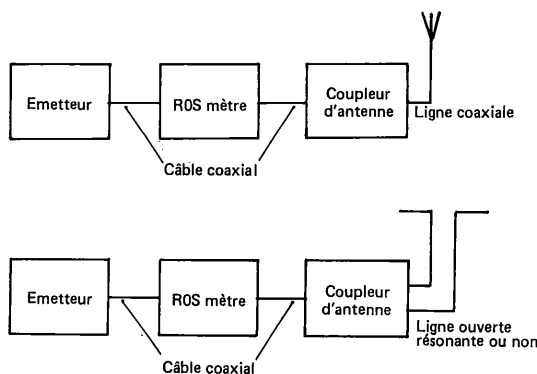 Emetteur
ROS mètre
Coupleur
d'antenne
Ligne coaxiale
Câble coaxial
Emetteur
ROS mètre
Coupleur
d'antenne
Ligne ouverte
résonante ou non
Câble coaxial